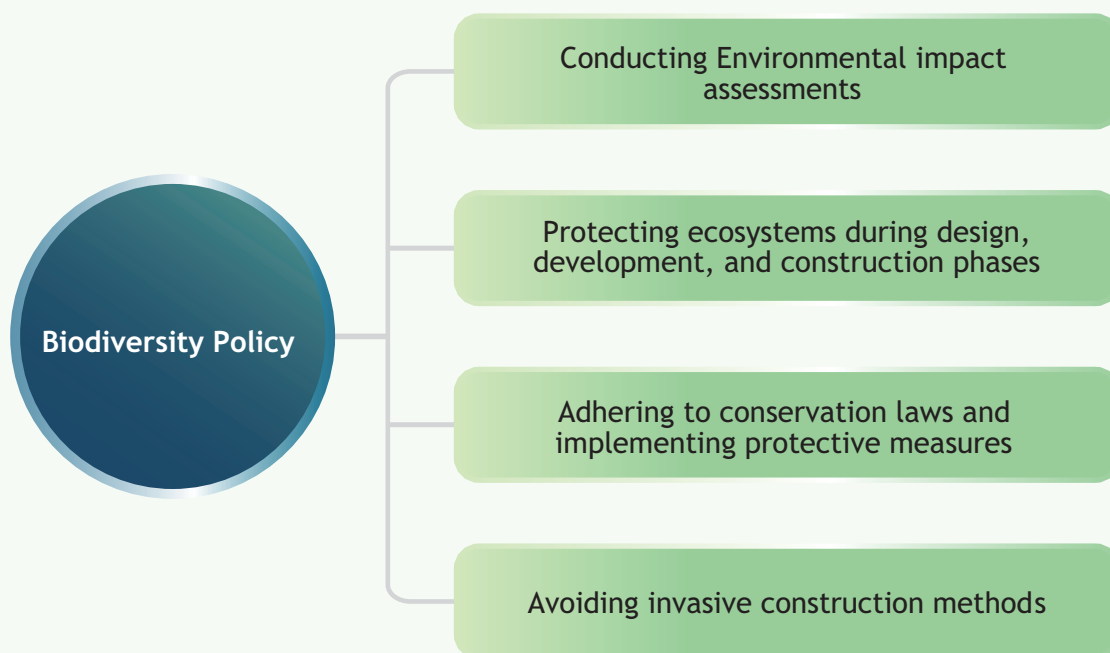 Biodiversity Policy
Conducting Environmental impact
assessments
Protecting ecosystems during design,
development, and construction phases
Adhering to conservation laws and
implementing protective measures
Avoiding invasive construction methods